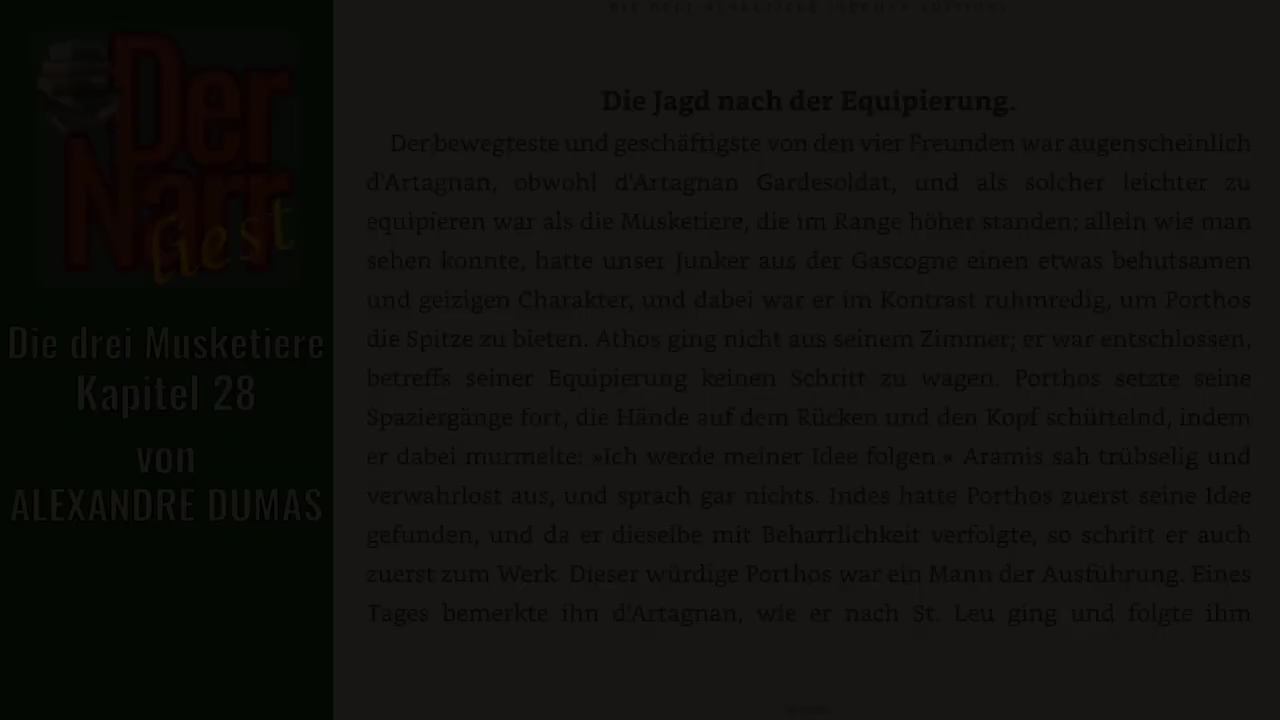 Der
Narr
liest
Die drei Musketiere
Kapitel 28
von
ALEXANDRE DUMAS
DIE DREI MUSKETIERE (GERMAN EDITION)
Die Jagd nach der Equipierung.
Der bewegteste und geschäftigste von den vier Freunden war augenscheinlich
d'Artagnan, obwohl d'Artagnan Gardesoldat, und als solcher leichter zu
equipieren war als die Musketiere, die im Range höher standen; allein wie man
sehen konnte, hatte unser Junker aus der Gascogne einen etwas behutsamen
und geizigen Charakter, und dabei war er im Kontrast ruhmredig, um Porthos
die Spitze zu bieten. Athos ging nicht aus seinem Zimmer; er war entschlossen,
betreffs seiner Equipierung keinen Schritt zu wagen. Porthos setzte seine
Spaziergänge fort, die Hände auf dem Rücken und den Kopf schüttelnd, indem
er dabei murmelte: »Ich werde meiner Idee folgen.« Aramis sah trübselig und
verwahrlost aus, und sprach gar nichts. Indes hatte Porthos zuerst seine Idee
gefunden, und da er dieselbe mit Beharrlichkeit verfolgte, so schritt er auch
zuerst zum Werk. Dieser würdige Porthos war ein Mann der Ausführung. Eines
Tages bemerkte ihn d'Artagnan, wie er nach St. Leu ging und folgte ihm